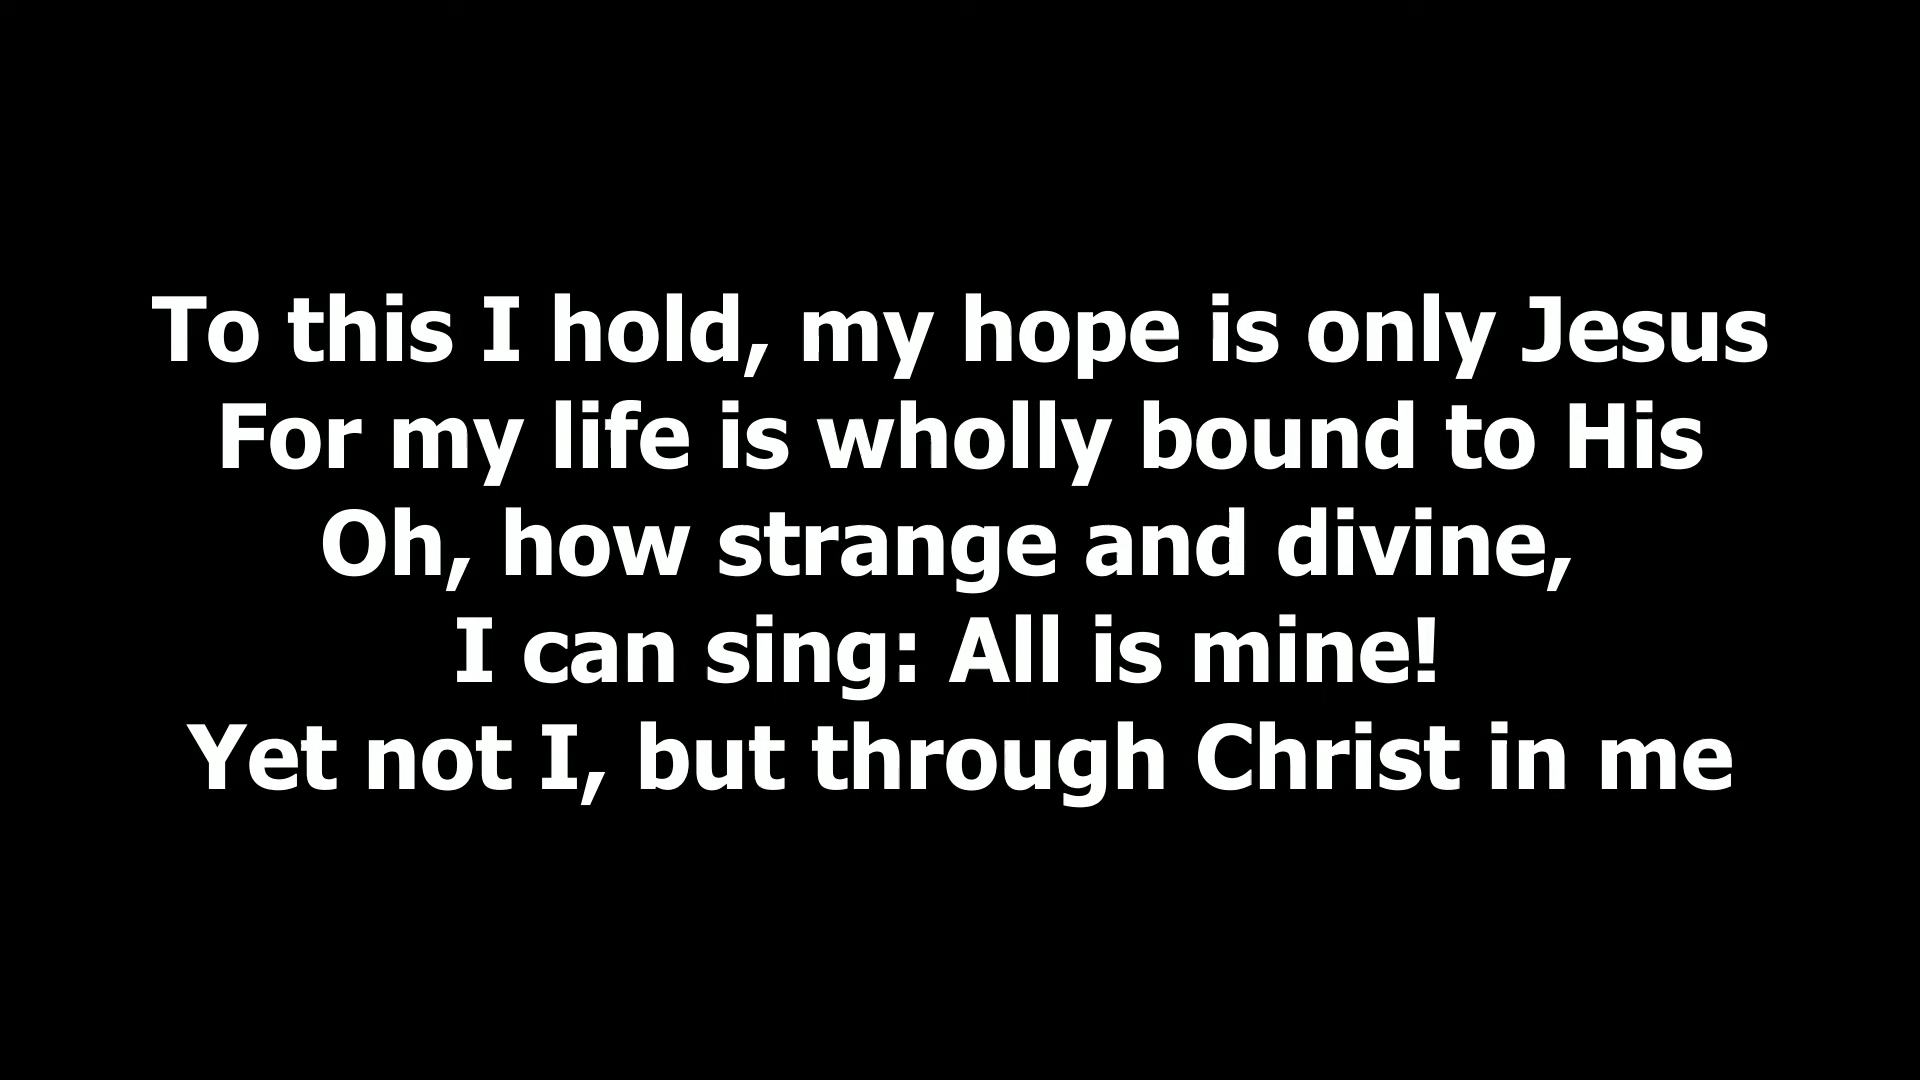 To this I hold, my hope is only Jesus
For my life is wholly bound to His
Oh, how strange and divine,
I can sing: All is mine!
Yet not I, but through Christ in me